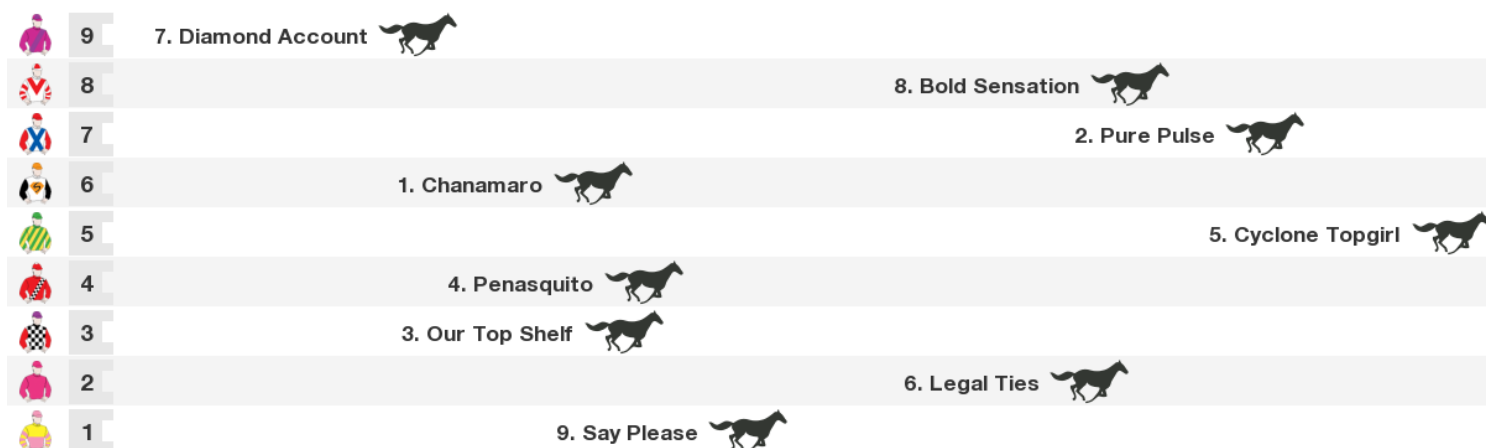 9 7. Diamond Account
8 8. Bold Sensation
7 2. Pure Pulse
6 1. Chanamaro
5 5. Cyclone Topgirl
4 4. Penasquito
3 3. Our Top Shelf
2 6. Legal Ties
1 9. Say Please